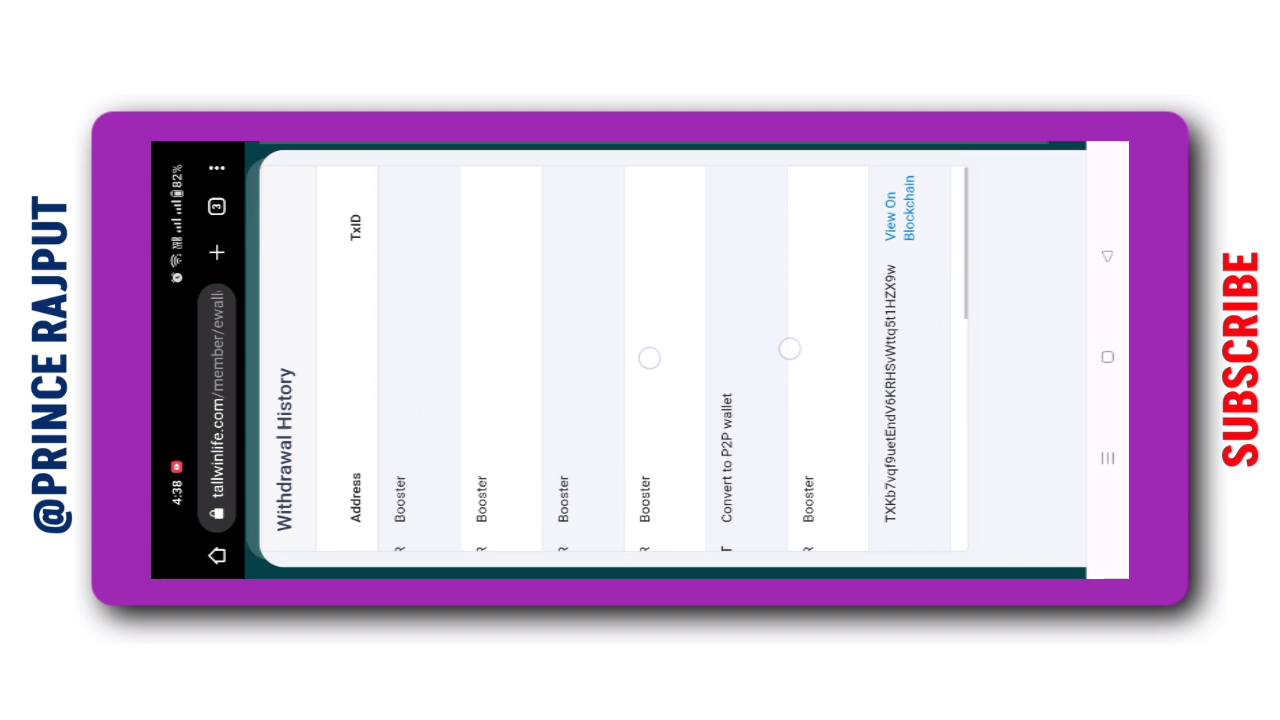 @PRINCE RAJPUT
4:38
82%
tallwinlife.com/member/ewall
3
Withdrawal History
Address TxID
R Booster
R Booster
R Booster
R Booster
T Convert to P2P wallet
R Booster
TXKb7vqf9uetEndV6KRHSvWttq5t1HZX9w View On
Blockchain
SUBSCRIBE